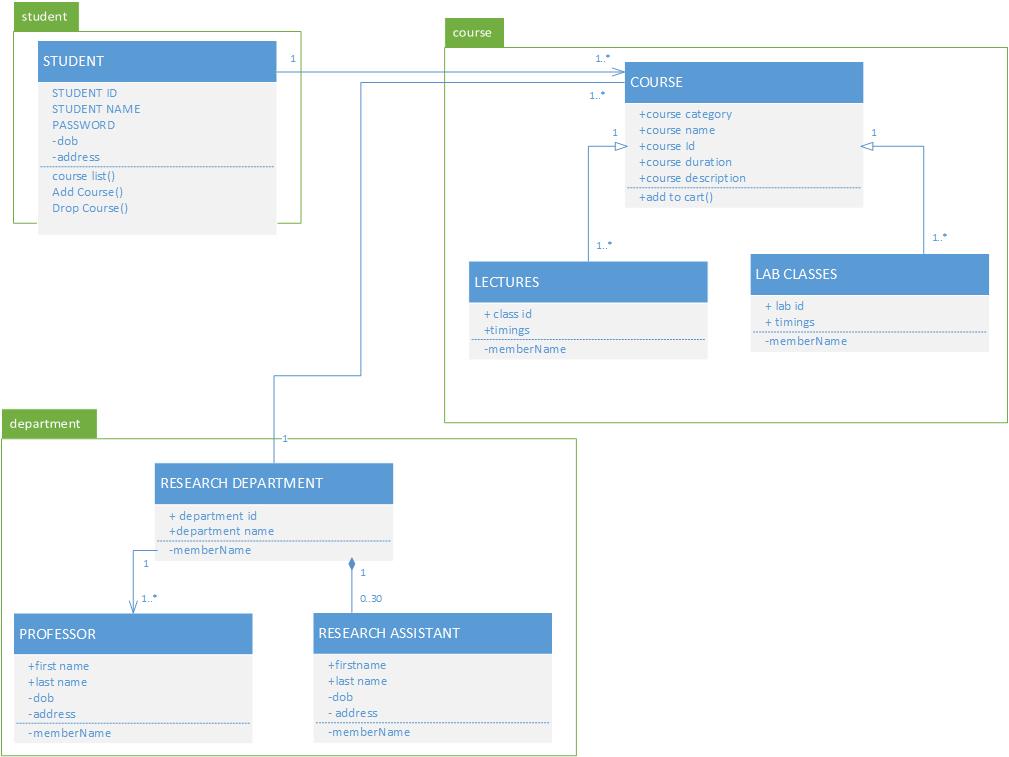 student
STUDENT
STUDENT ID
STUDENT NAME
PASSWORD
-dob
-address
course list()
Add Course()
Drop Course()
1
1..*
1..*
course
COURSE
+course category
+course name
+course Id
+course duration
+course description
+add to cart()
1
1
1..*
1..*
LECTURES
+ class id
+timings
-memberName
LAB CLASSES
+ lab id
+ timings
-memberName
department
1
RESEARCH DEPARTMENT
+ department id
+department name
-memberName
1
1..*
1
0..30
PROFESSOR
+first name
+last name
-dob
-address
-memberName
RESEARCH ASSISTANT
+firstname
+last name
-dob
- address
-memberName